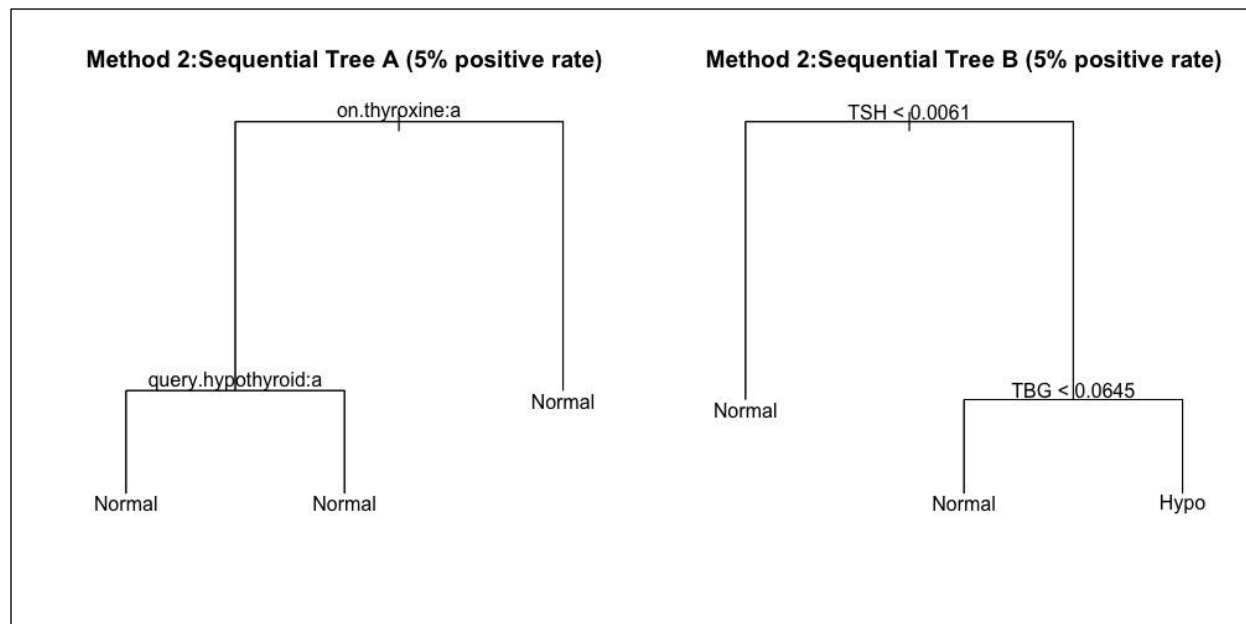 Method 2:Sequential Tree A (5% positive rate)
on.thyroxine:a
query.hypothyroid:a
Normal
Normal
Normal
Method 2:Sequential Tree B (5% positive rate)
TSH < 0.0061
Normal
TBG < 0.0645
Normal
Hypo